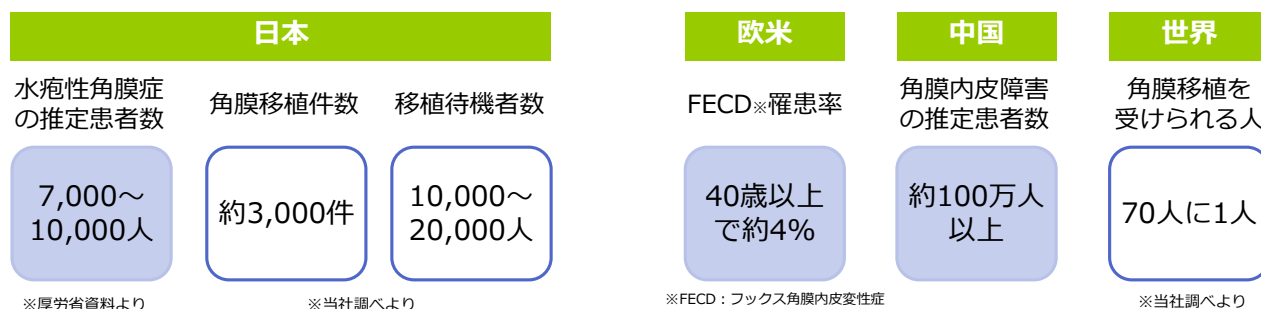 日本
水疱性角膜症
の推定患者数
角膜移植件数
移植待機者数
7,000～
10,000人
約3,000件
10,000～
20,000人
※厚労省資料より
※当社調べより
欧米
FECD※罹患率
40歳以上
で約4%
※FECD：フックス角膜内皮変性症
中国
角膜内皮障害
の推定患者数
約100万人
以上
世界
角膜移植を
受けられる人
70人に1人
※当社調べより